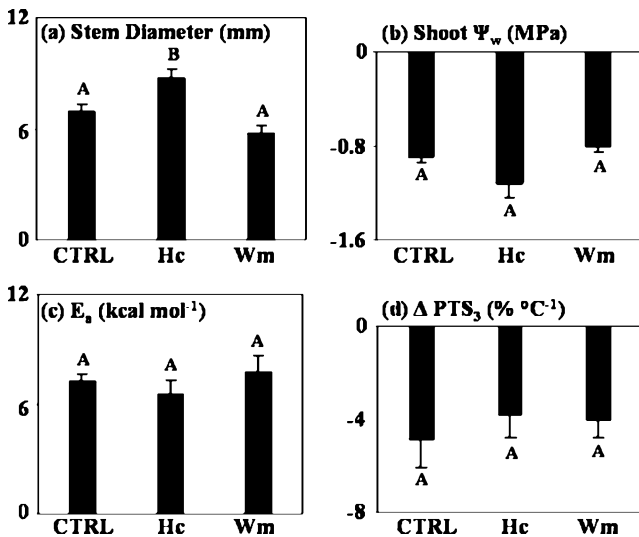 (a) Stem Diameter (mm)
12
6
0
A
B
A
CTRL
Hc
Wm
(b) Shoot Ψw (MPa)
0
-0.8
-1.6
A
A
A
CTRL
Hc
Wm
(c) Ea (kcal mol-1)
12
6
0
A
A
A
CTRL
Hc
Wm
(d) Δ PTS3 (% °C-1)
0
-4
-8
A
A
A
CTRL
Hc
Wm